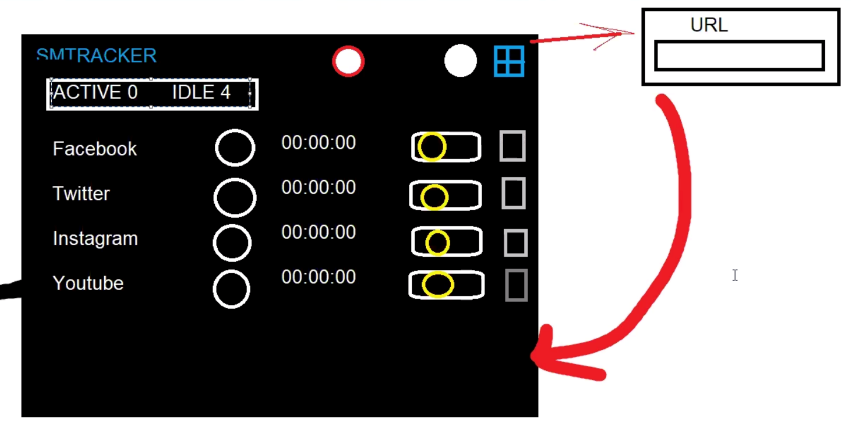 URL
SMTRACKER
ACTIVE 0 IDLE 4
Facebook 00:00:00
Twitter 00:00:00
Instagram 00:00:00
Youtube 00:00:00